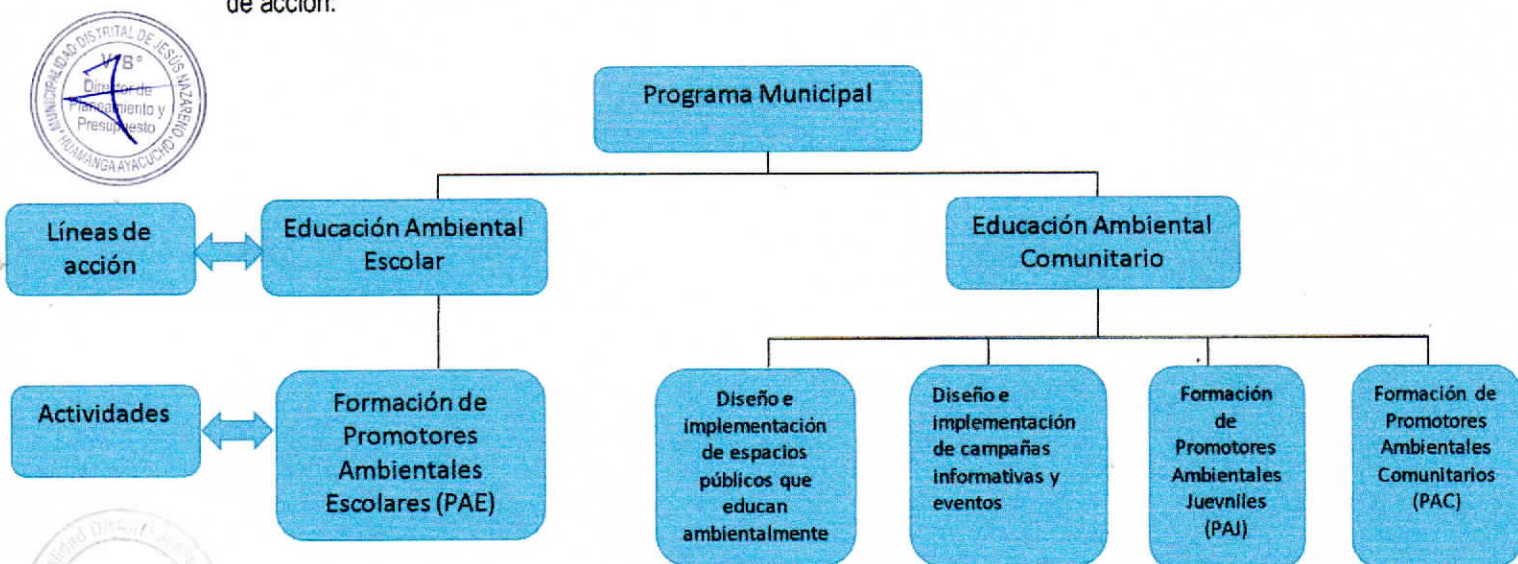 de acción:
MUNICIPALIDAD DISTRITAL DE JESÚS NAZARENO
HUAMANGA AYACUCHO
V°B°
Director de
Planeamiento y
Presupuesto
Programa Municipal
Líneas de
acción
Educación Ambiental
Escolar
Educación Ambiental
Comunitario
Actividades
Formación de
Promotores
Ambientales
Escolares (PAE)
Diseño e
implementación
de espacios
públicos que
educan
ambientalmente
Diseño e
implementación
de campañas
informativas y
eventos
Formación
de
Promotores
Ambientales
Juevniles
(PAJ)
Formación de
Promotores
Ambientales
Comunitarios
(PAC)